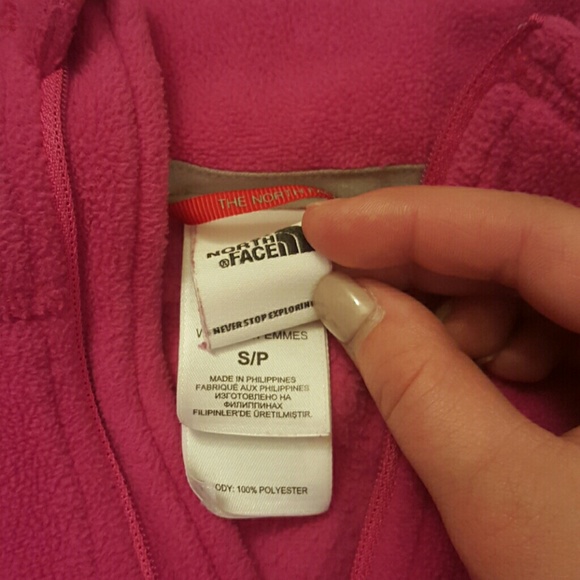 THE NORTH
NORTH
®FACE
NEVER STOP EXPLORING
EMMES
S/P
MADE IN PHILIPPINES
FABRIQUÉ AUX PHILIPPINES
ИЗГОТОВЛЕНО НА
ФИЛИППИНАХ
FILIPINLER'DE ÜRETILMIŞTIR.
ODY: 100% POLYESTER